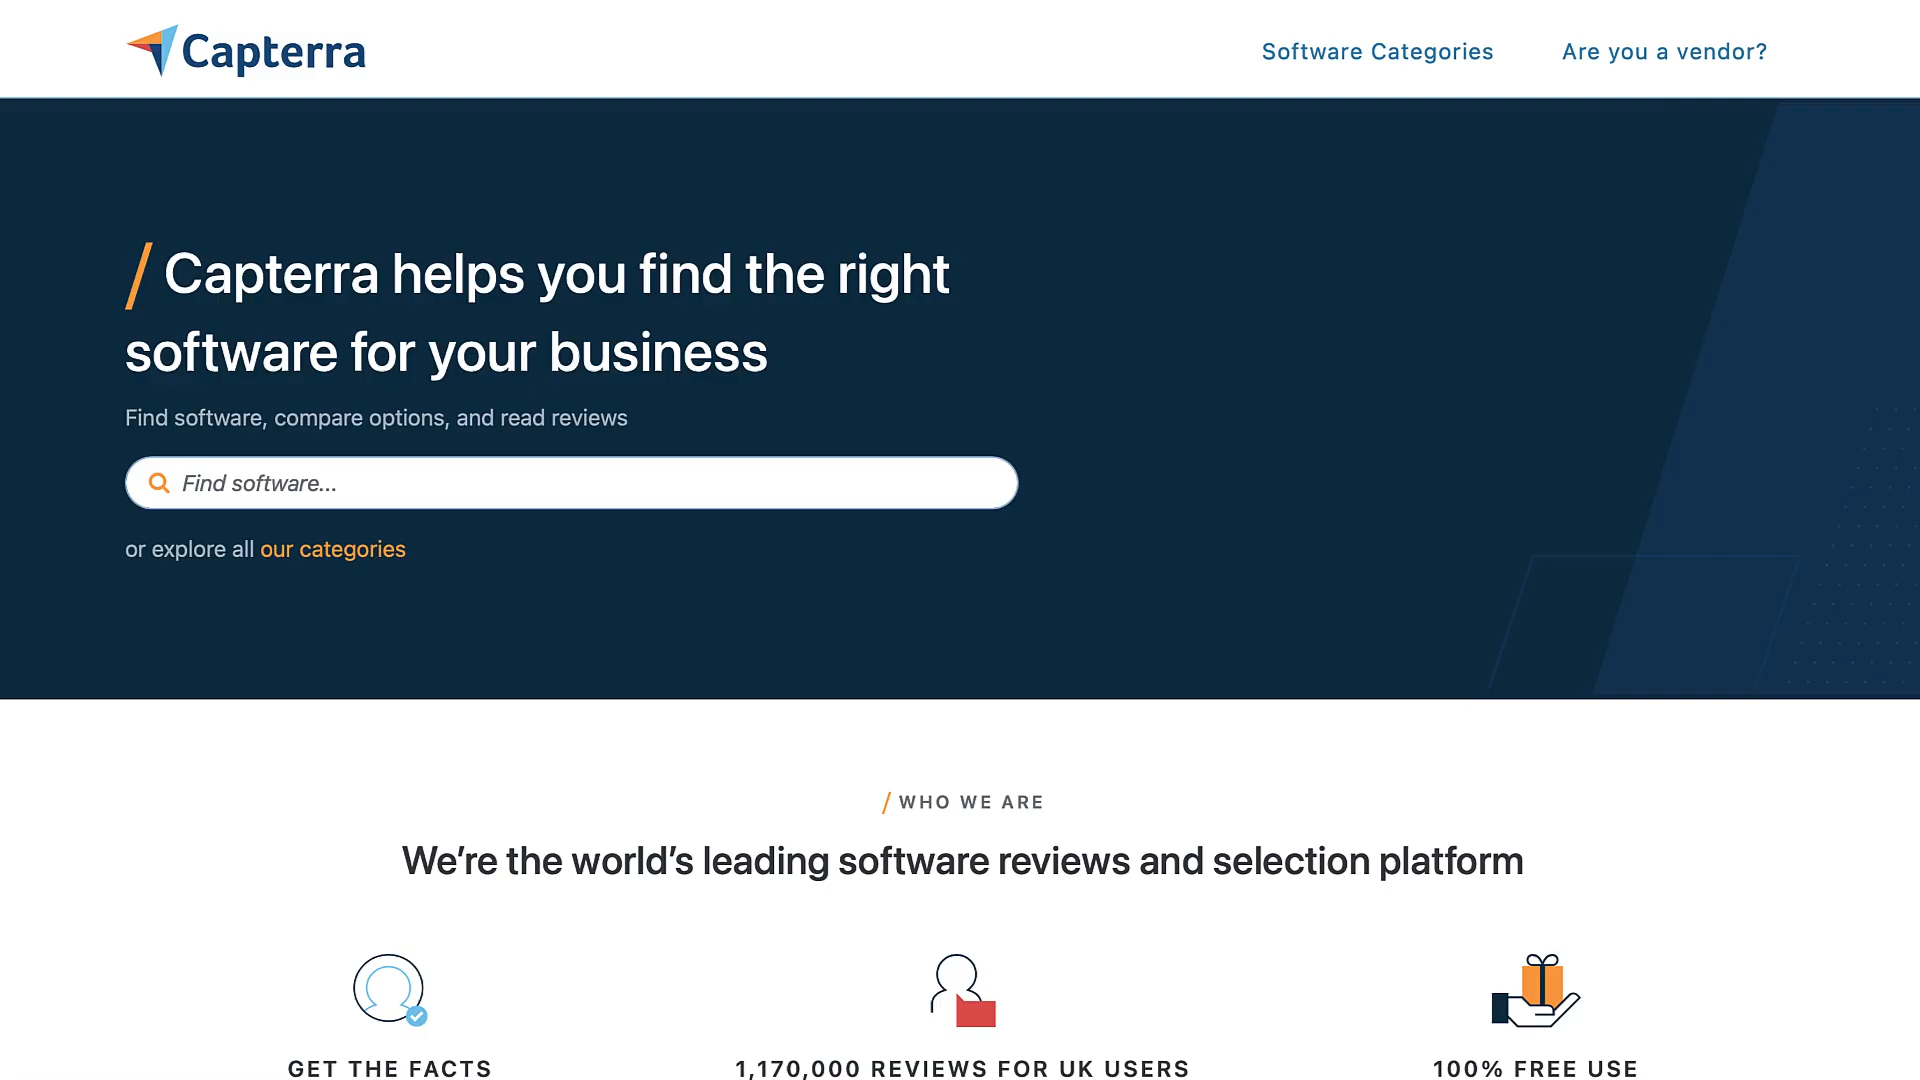 Capterra
Software Categories
Are you a vendor?
/ Capterra helps you find the right
software for your business
Find software, compare options, and read reviews
Find software...
or explore all our categories
/ WHO WE ARE
We’re the world’s leading software reviews and selection platform
GET THE FACTS
1,170,000 REVIEWS FOR UK USERS
100% FREE USE